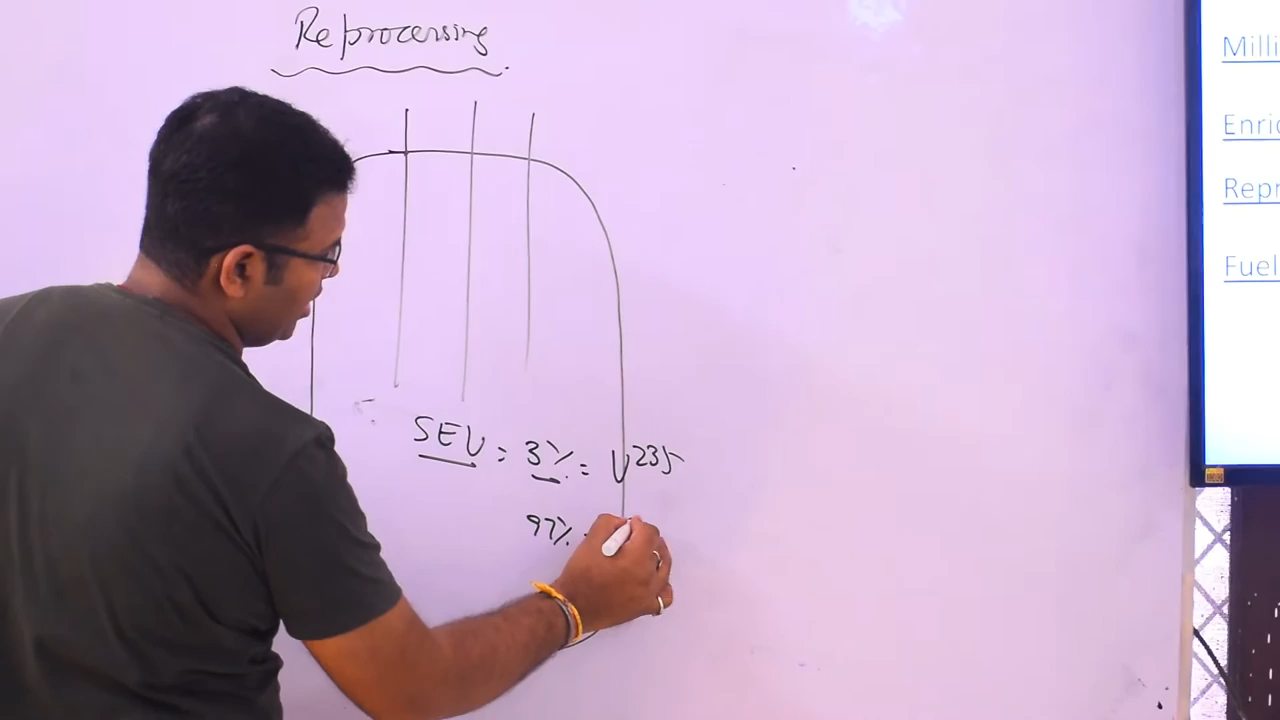 Reprocessing
SEU = 3% = U235
97%
Milli
Enric
Repr
Fuel